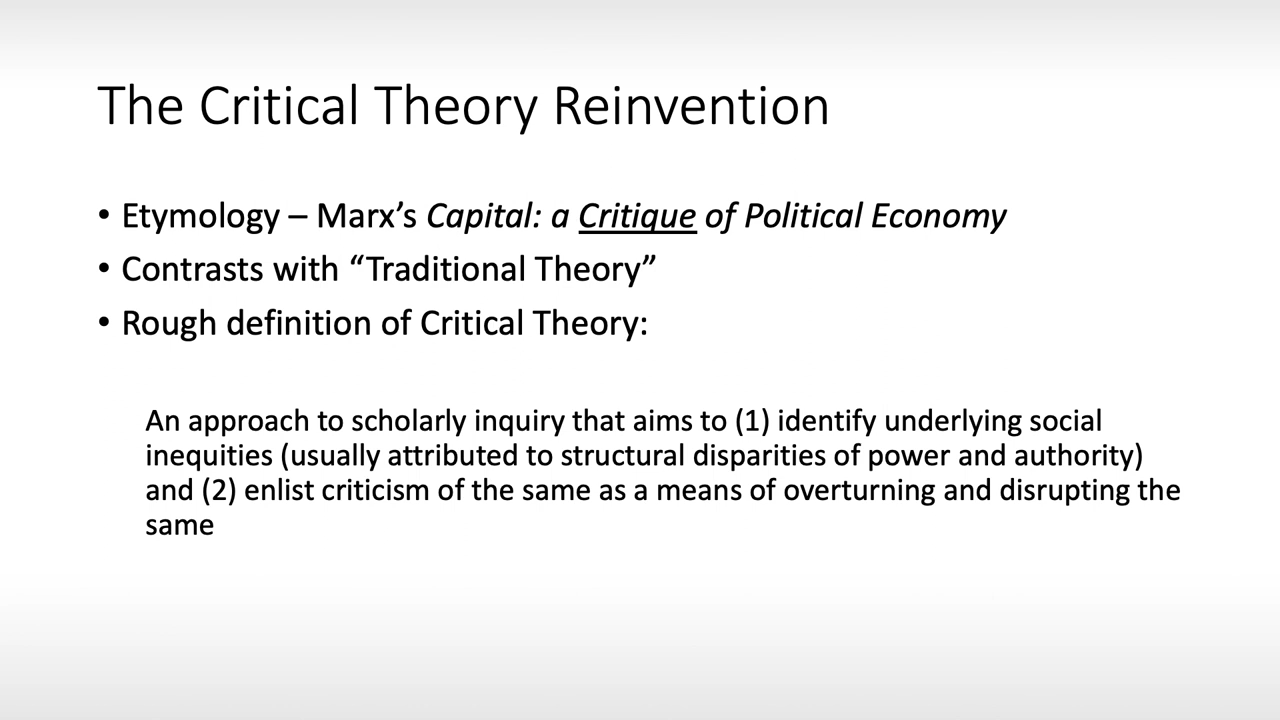 The Critical Theory Reinvention
• Etymology – Marx’s Capital: a Critique of Political Economy
• Contrasts with “Traditional Theory”
• Rough definition of Critical Theory:
An approach to scholarly inquiry that aims to (1) identify underlying social
inequities (usually attributed to structural disparities of power and authority)
and (2) enlist criticism of the same as a means of overturning and disrupting the
same